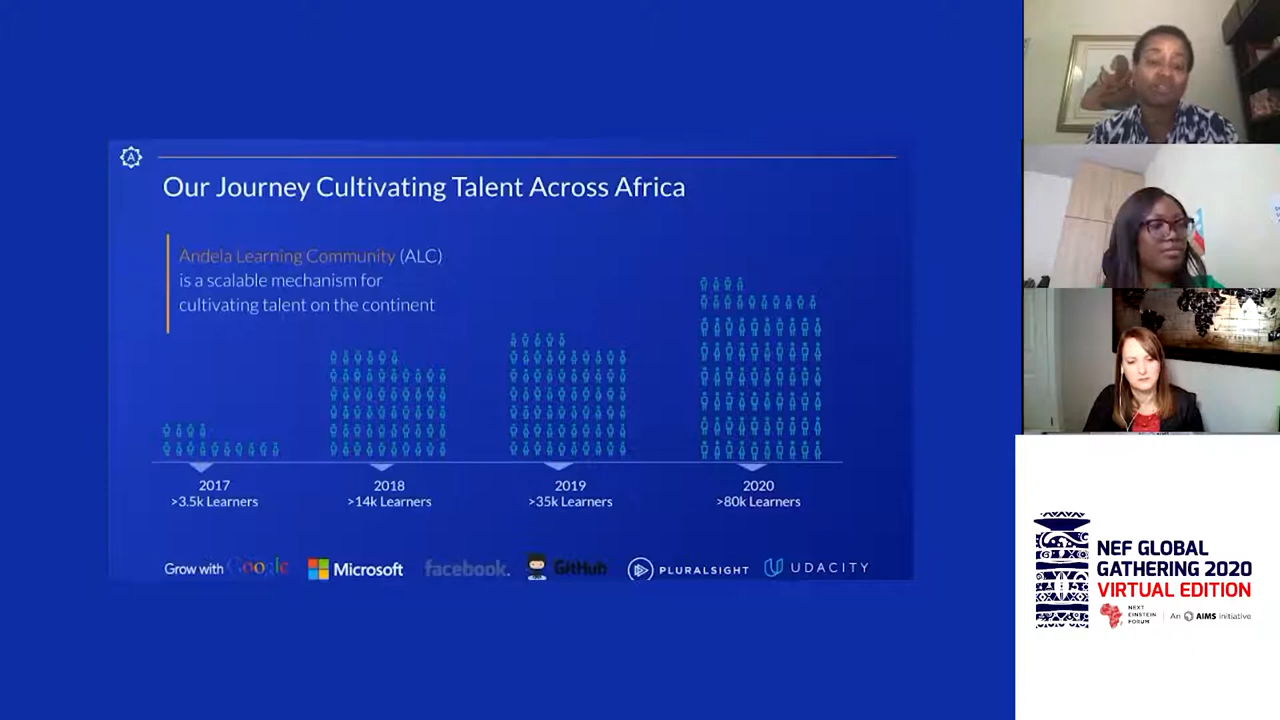 A
Our Journey Cultivating Talent Across Africa
Andela Learning Community (ALC)
is a scalable mechanism for
cultivating talent on the continent
2017
>3.5k Learners
2018
>14k Learners
2019
>35k Learners
2020
>80k Learners
Grow with Google
Microsoft
facebook.
GitHub
PLURALSIGHT
UDACITY
NEF GLOBAL
GATHERING 2020
VIRTUAL EDITION
NEXT
EINSTEIN
FORUM
An AIMS initiative